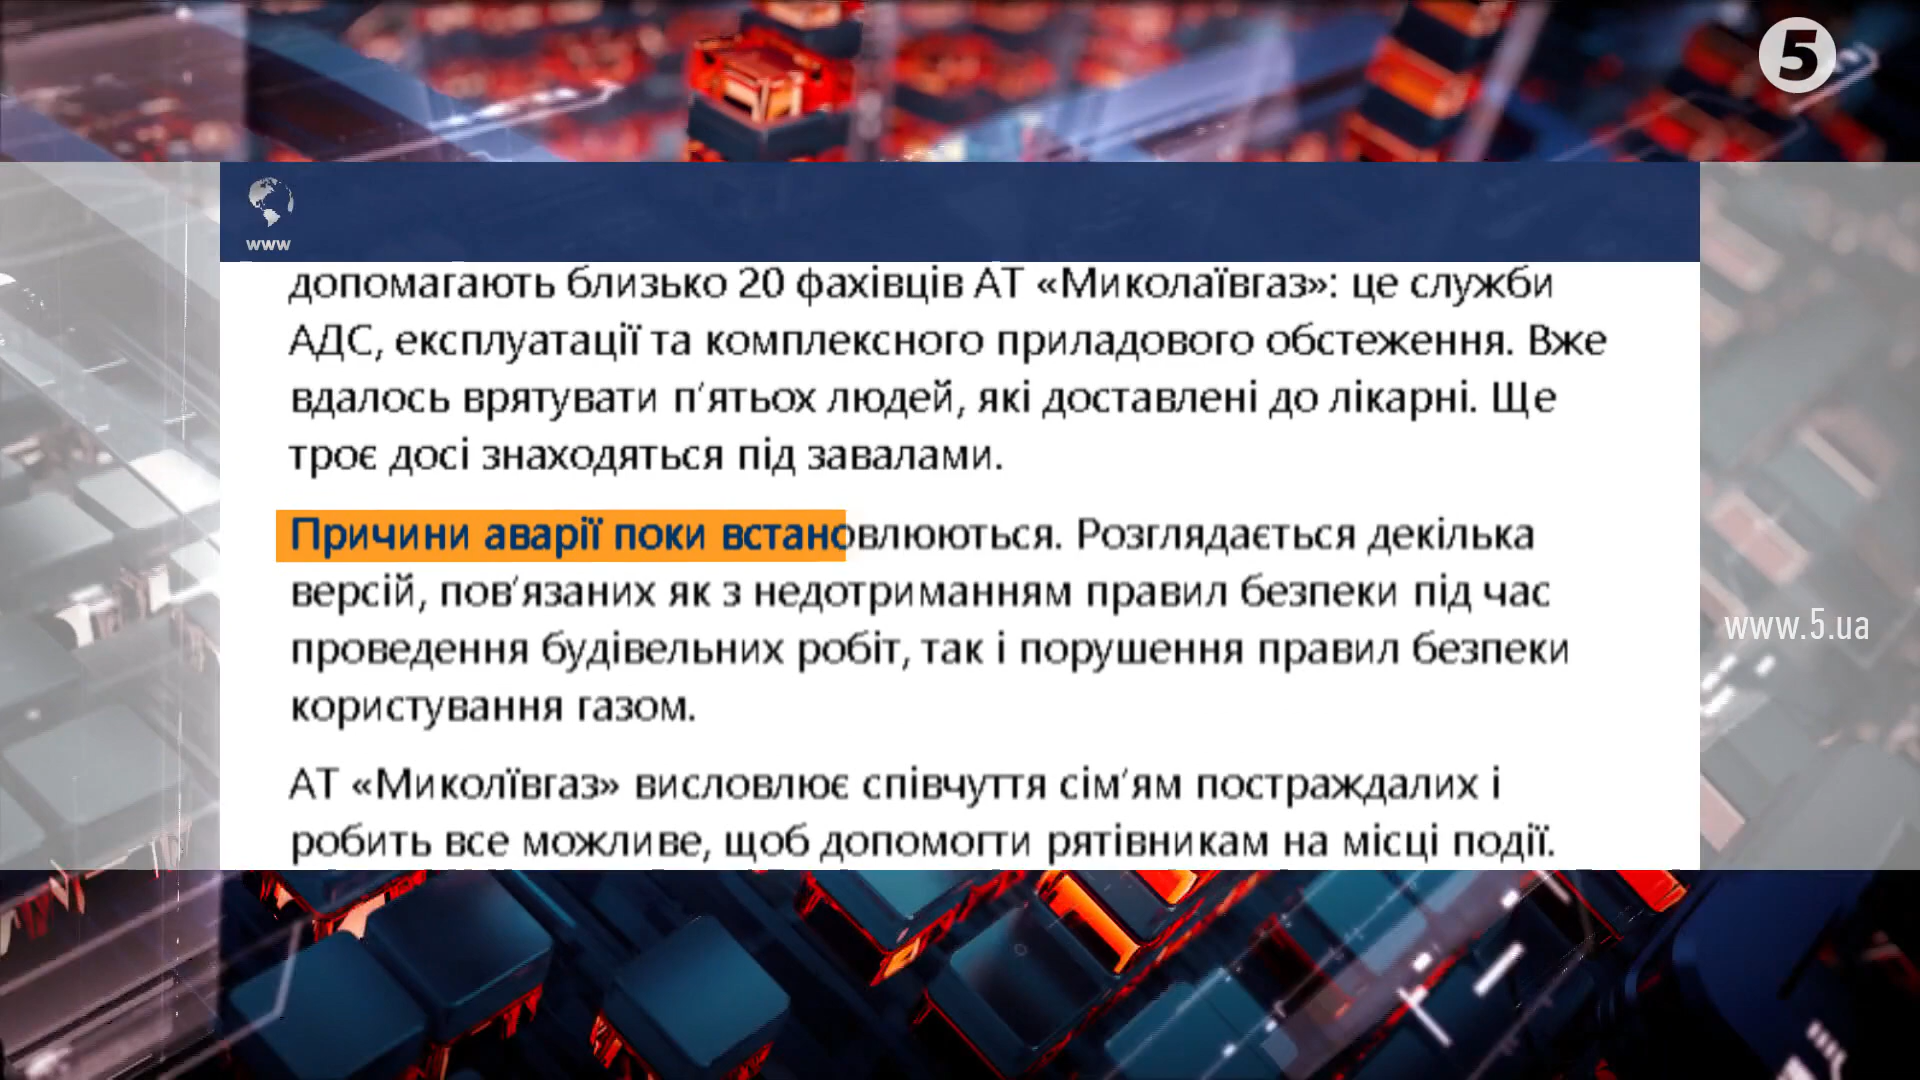 5
www
допомагають близько 20 фахівців АТ «Миколаївгаз»: це служби
АДС, експлуатації та комплексного приладового обстеження. Вже
вдалось врятувати п’ятьох людей, які доставлені до лікарні. Ще
троє досі знаходяться під завалами.
Причини аварії поки встановлюються. Розглядається декілька
версій, пов’язаних як з недотриманням правил безпеки під час
проведення будівельних робіт, так і порушення правил безпеки
користування газом.
www.5.ua
АТ «Миколївгаз» висловлює співчуття сім’ям постраждалих і
робить все можливе, щоб допомогти рятівникам на місці події.